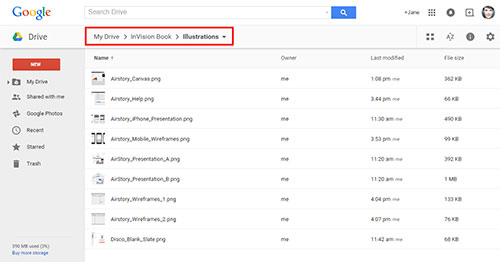 Google
Search Drive
+Jane
Drive
My Drive > InVision Book > Illustrations
NEW
My Drive
Shared with me
Google Photos
Recent
Starred
Trash
390 MB used (3%)
Buy more storage
Name ↑ Owner Last modified File size
Airstory_Canvas.png me 1:08 pm me 362 KB
Airstory_Help.png me 3:44 pm me 66 KB
Airstory_iPhone_Presentation.png me 11:30 am me 490 KB
Airstory_Mobile_Wireframes.png me 3:53 pm me 99 KB
AirStory_Presentation_A.png me 11:20 am me 392 KB
AirStory_Presentation_B.png me 11:20 am me 1 MB
Airstory_Wireframes_1.png me 4:04 pm me 133 KB
Airstory_Wireframes_2.png me 4:07 pm me 76 KB
Disco_Blank_Slate.png me 11:42 am me 68 KB